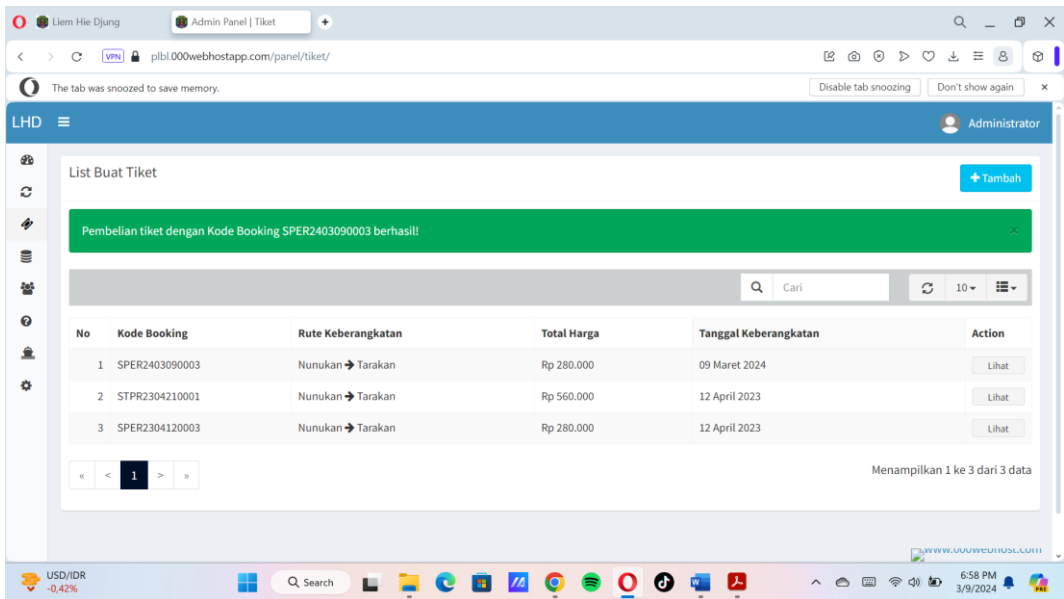 Liem Hie Djung
Admin Panel | Tiket
VPN
plbl.000webhostapp.com/panel/tiket/
The tab was snoozed to save memory.
Disable tab snoozing
Don't show again
LHD
Administrator
List Buat Tiket
Tambah
Pembelian tiket dengan Kode Booking SPER2403090003 berhasil!
Cari
10
No Kode Booking Rute Keberangkatan Total Harga Tanggal Keberangkatan Action
1 SPER2403090003 Nunukan → Tarakan Rp 280.000 09 Maret 2024 Lihat
2 STPR2304210001 Nunukan → Tarakan Rp 560.000 12 April 2023 Lihat
3 SPER2304120003 Nunukan → Tarakan Rp 280.000 12 April 2023 Lihat
« < 1 > »
Menampilkan 1 ke 3 dari 3 data
www.000webhost.com
USD/IDR
-0,42%
Search
6:58 PM
3/9/2024
PRE